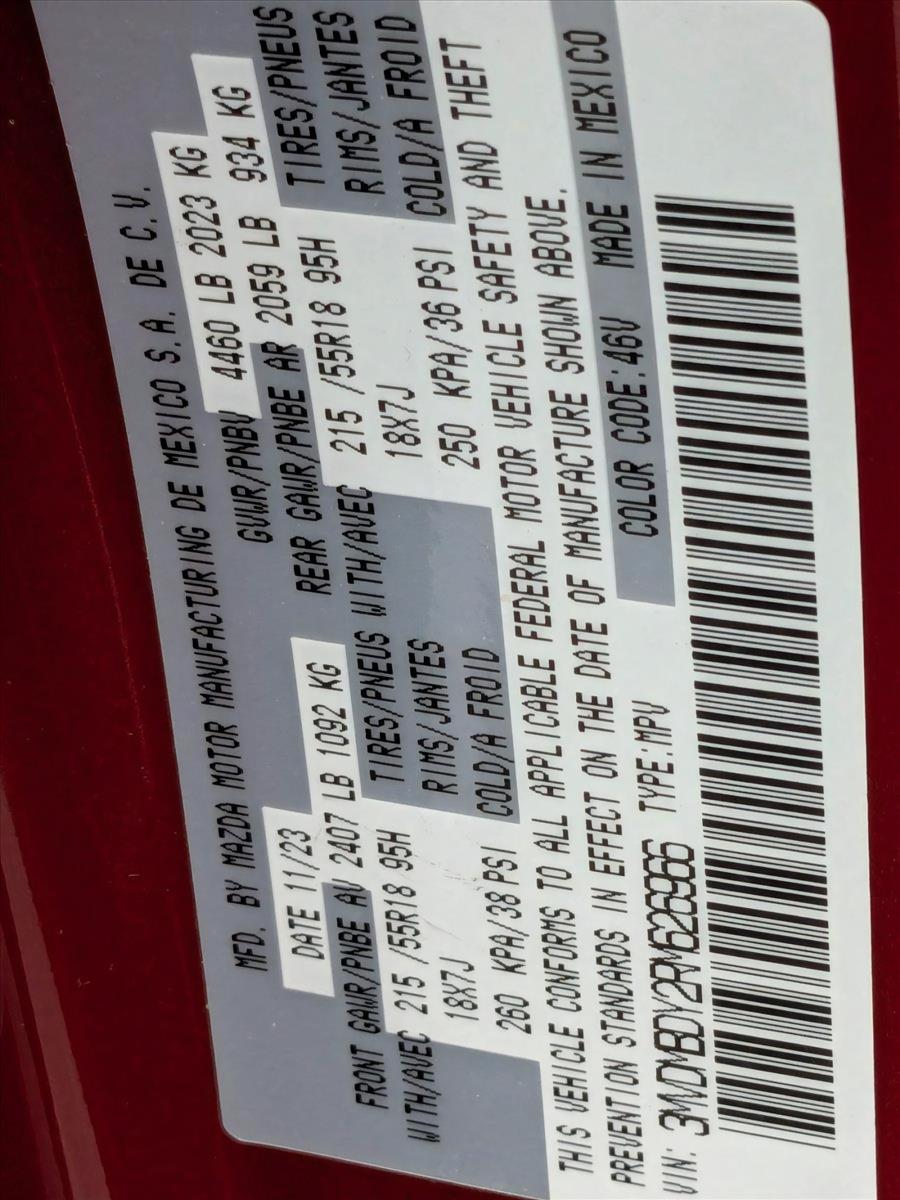 MFD. BY MAZDA MOTOR MANUFACTURING DE MEXICO S.A. DE C.V.
DATE 11/23 GVWR/PNBV 4460 LB 2023 KG
FRONT GAWR/PNBE AV 2407 LB 1092 KG REAR GAWR/PNBE AR 2059 LB 934 KG
WITH/AVEC 215 /55R18 95H TIRES/PNEUS WITH/AVEC 215 /55R18 95H TIRES/PNEUS
18X7J RIMS/JANTES 18X7J RIMS/JANTES
260 KPA/38 PSI COLD/A FROID 250 KPA/36 PSI COLD/A FROID
THIS VEHICLE CONFORMS TO ALL APPLICABLE FEDERAL MOTOR VEHICLE SAFETY AND THEFT
PREVENTION STANDARDS IN EFFECT ON THE DATE OF MANUFACTURE SHOWN ABOVE.
VIN: 3MVDMBDY2RM628966 TYPE:MPV COLOR CODE:46V MADE IN MEXICO